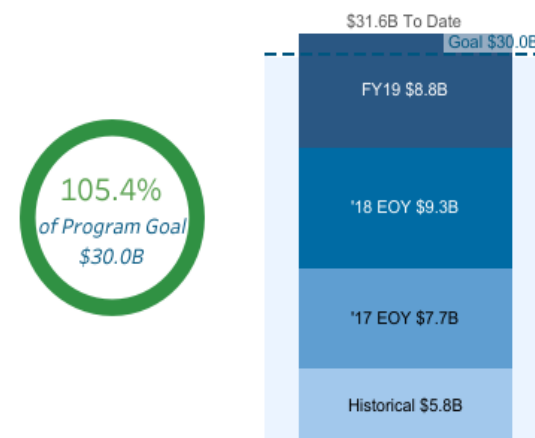 $31.6B To Date
Goal $30.0B
FY19 $8.8B
105.4%
of Program Goal
$30.0B
'18 EOY $9.3B
'17 EOY $7.7B
Historical $5.8B